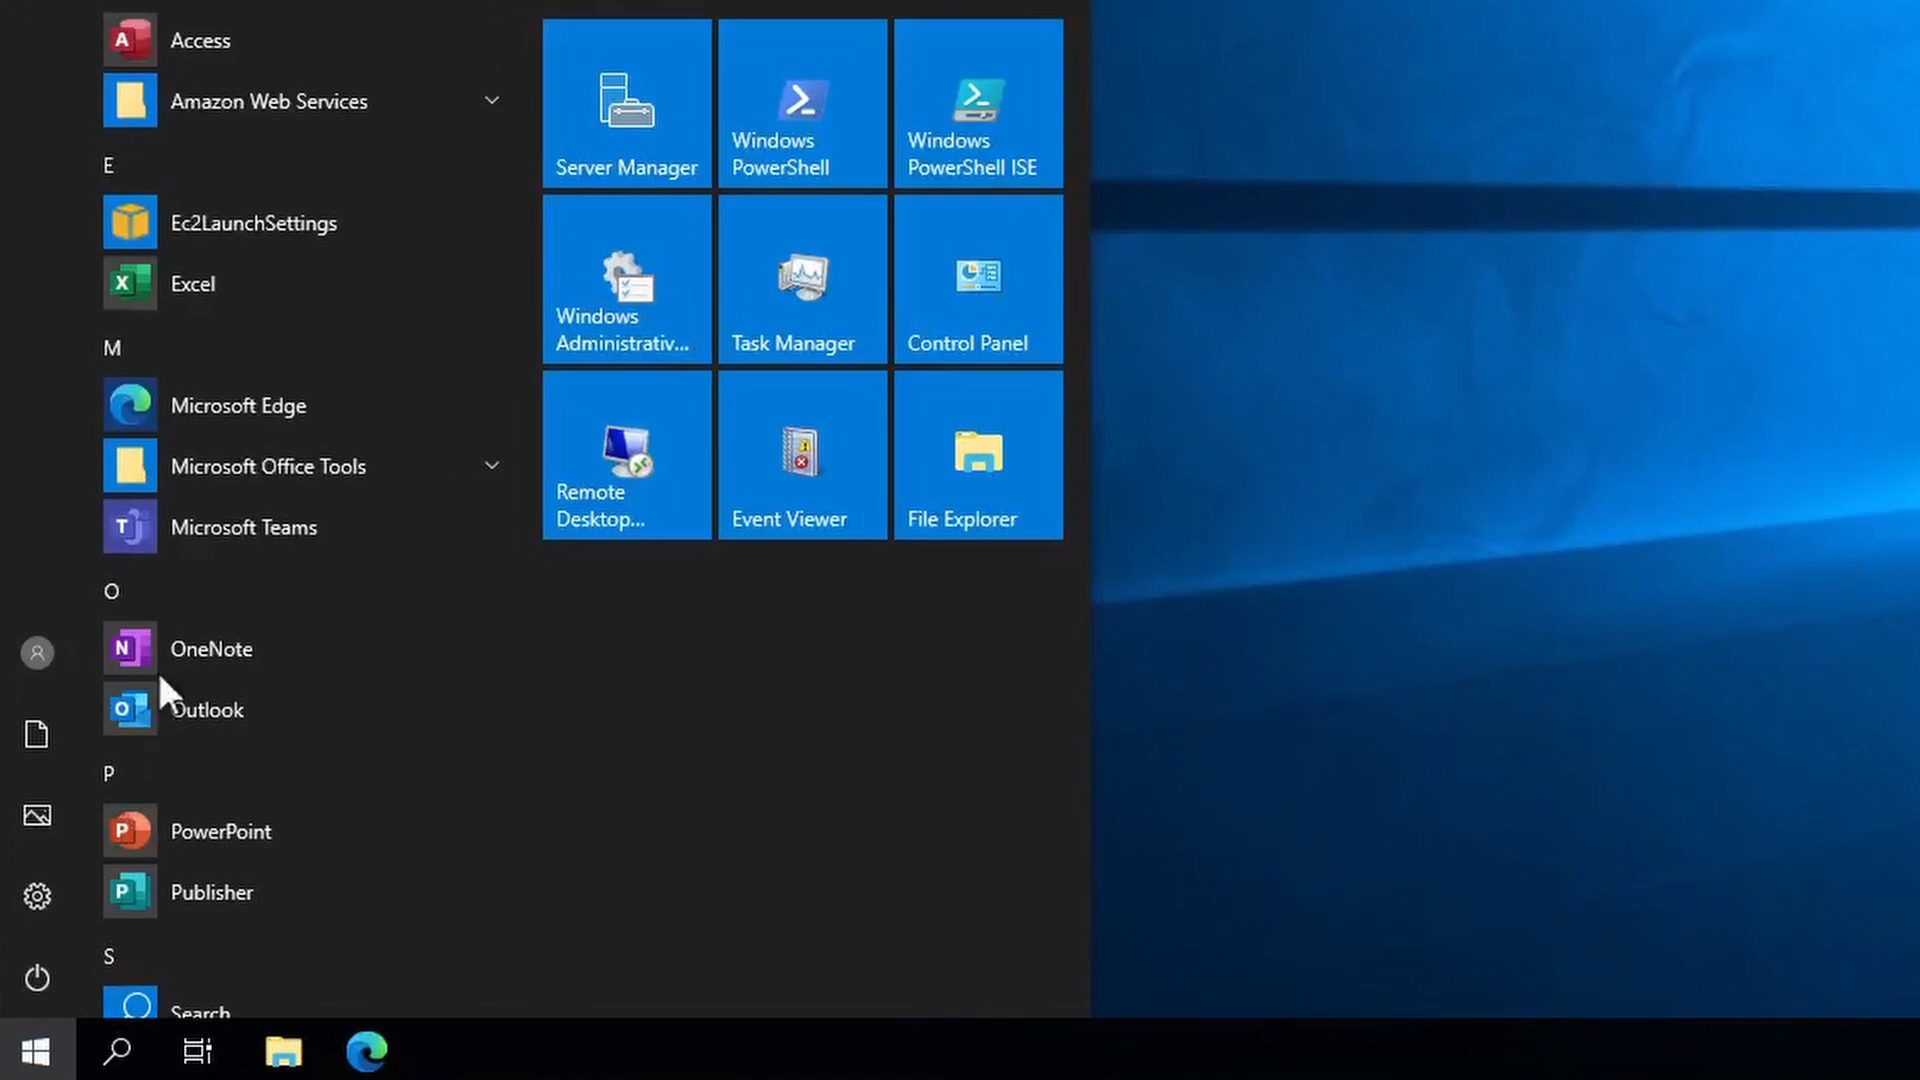 Access
Amazon Web Services
E
Ec2LaunchSettings
Excel
M
Microsoft Edge
Microsoft Office Tools
Microsoft Teams
O
OneNote
Outlook
P
PowerPoint
Publisher
S
Search
Server Manager
Windows
PowerShell
Windows
PowerShell ISE
Windows
Administrativ...
Task Manager
Control Panel
Remote
Desktop...
Event Viewer
File Explorer